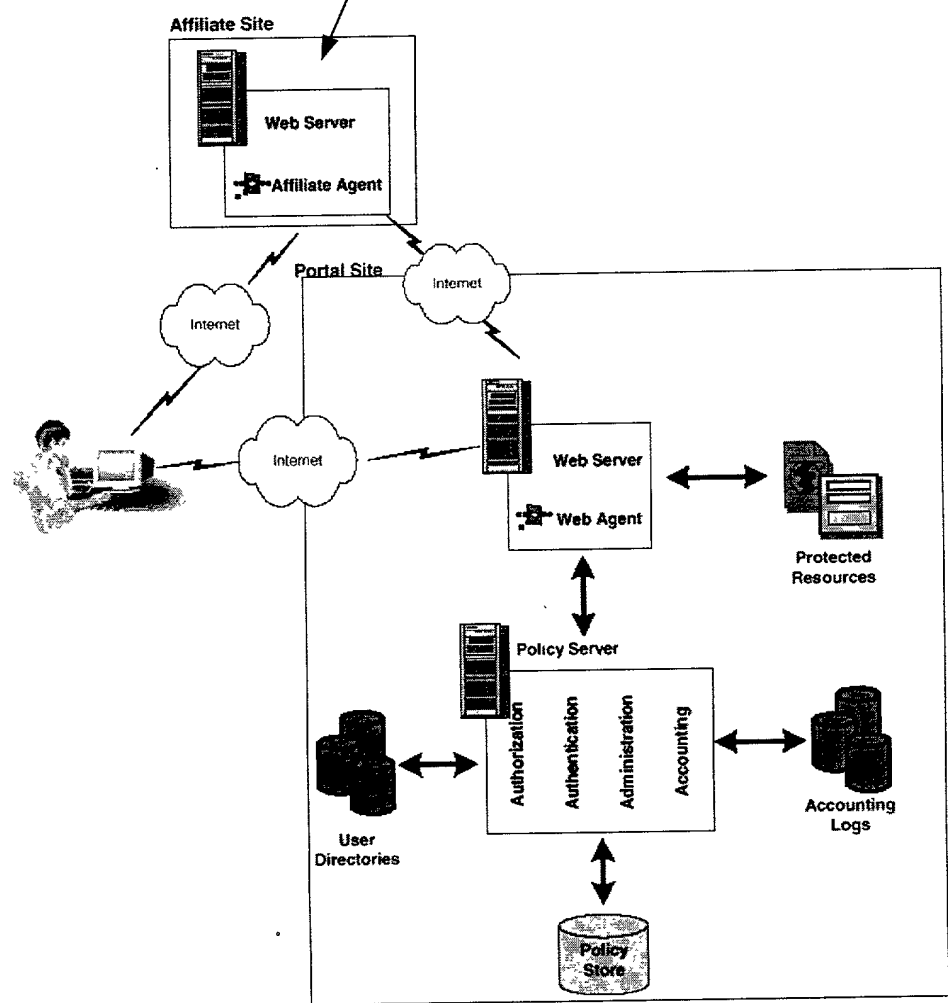 Affiliate Site
Web Server
Affiliate Agent
Portal Site
Internet
Internet
Internet
Web Server
Web Agent
Protected
Resources
Policy Server
Authorization
Authentication
Administration
Accounting
User
Directories
Accounting
Logs
Policy
Store